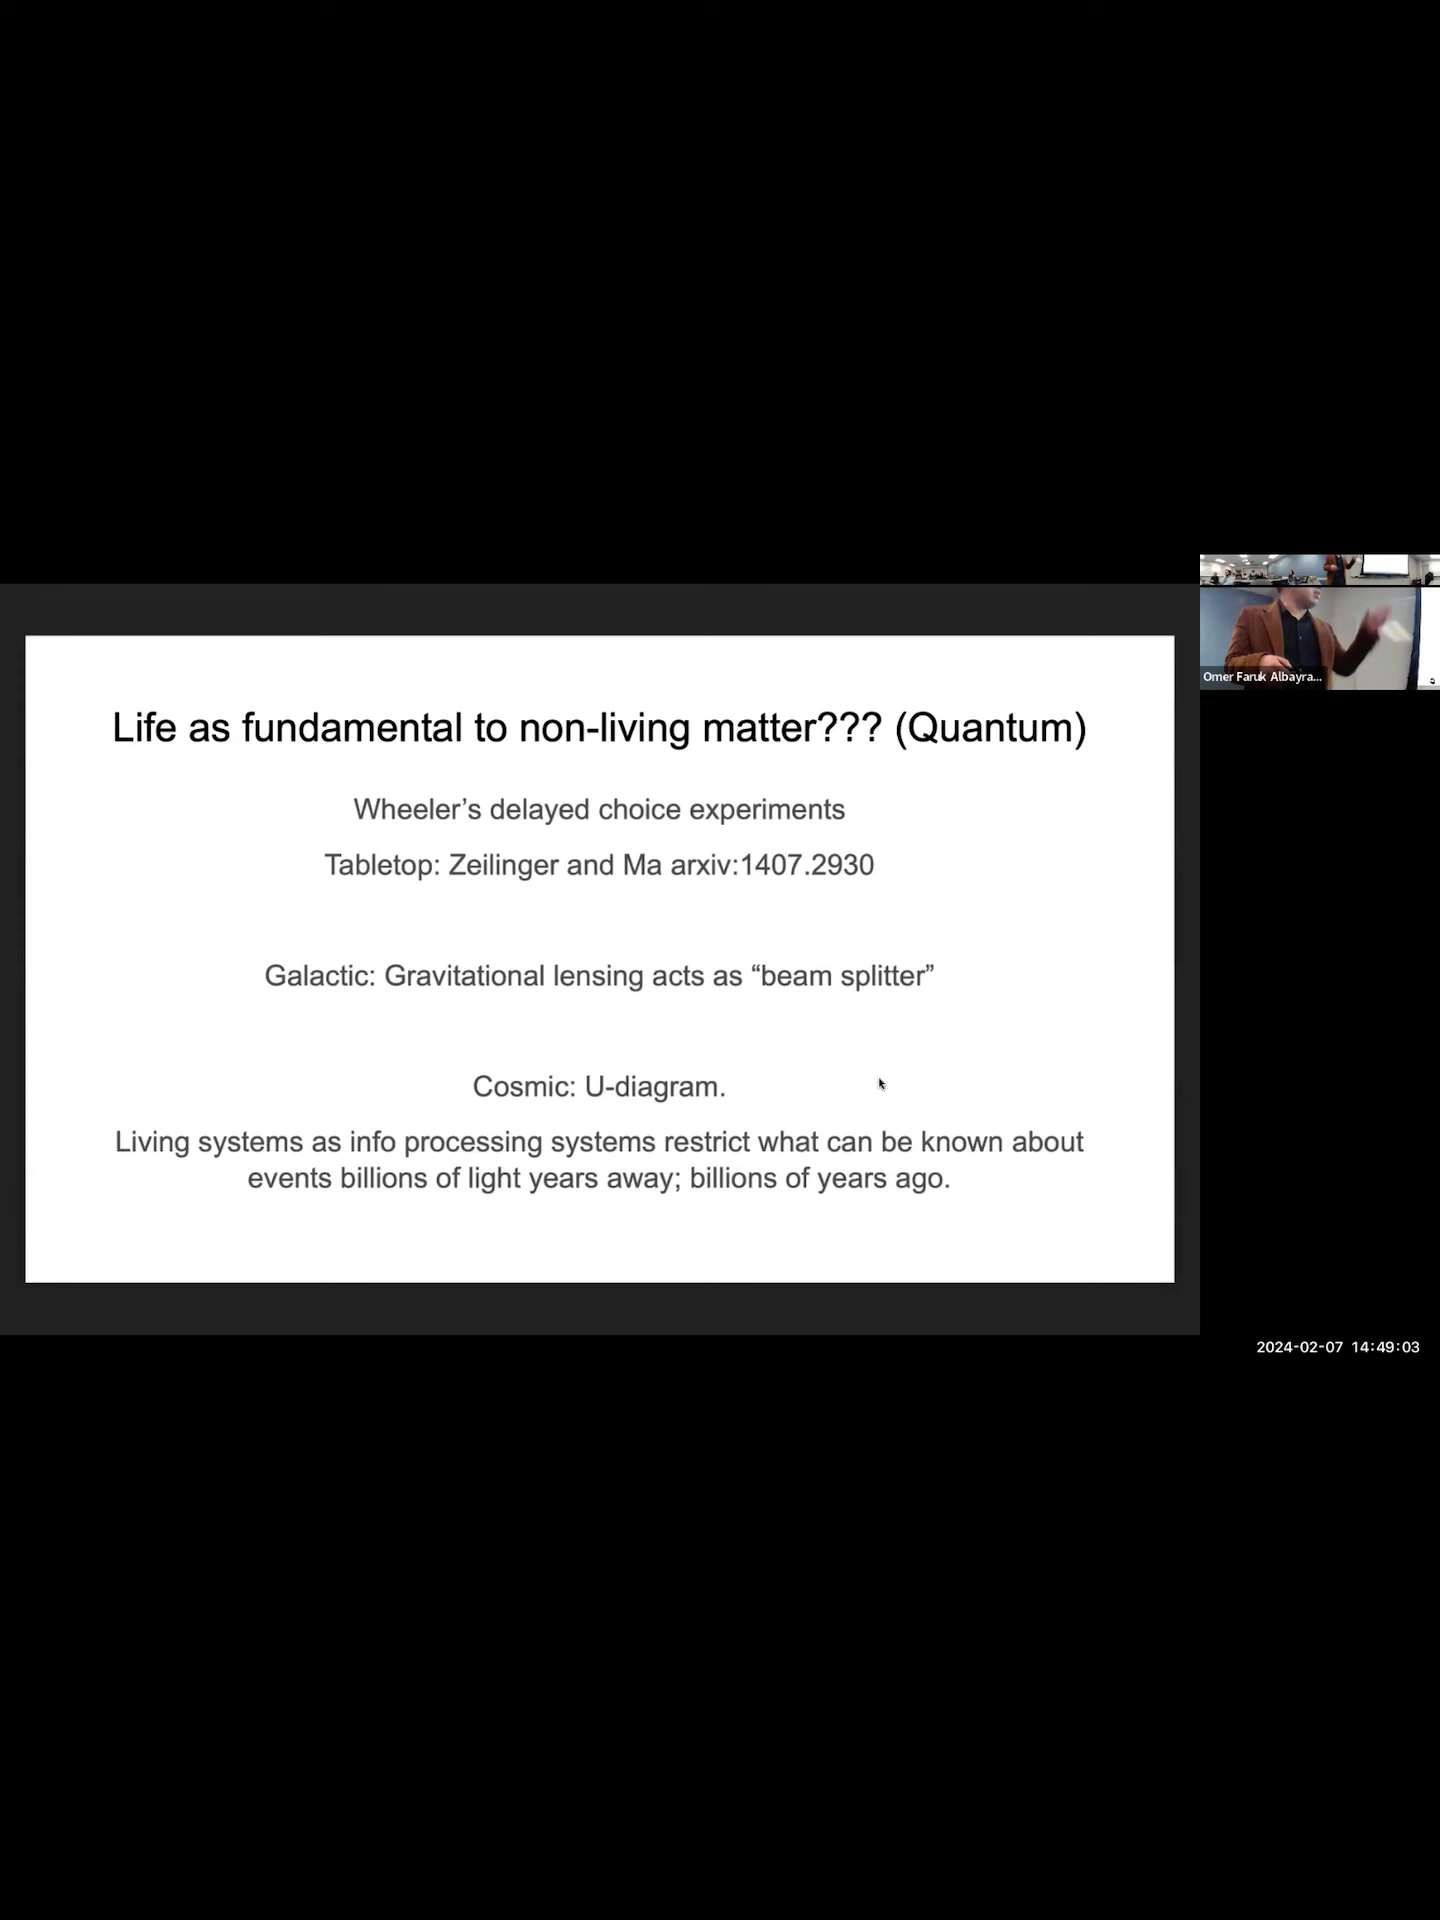 Life as fundamental to non-living matter??? (Quantum)
Wheeler’s delayed choice experiments
Tabletop: Zeilinger and Ma arxiv:1407.2930
Galactic: Gravitational lensing acts as “beam splitter”
Cosmic: U-diagram.
Living systems as info processing systems restrict what can be known about
events billions of light years away; billions of years ago.
Omer Faruk Albayra...
2024-02-07 14:49:03